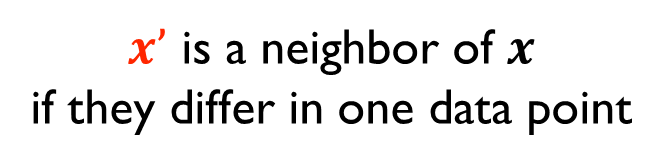 x’ is a neighbor of x
if they differ in one data point